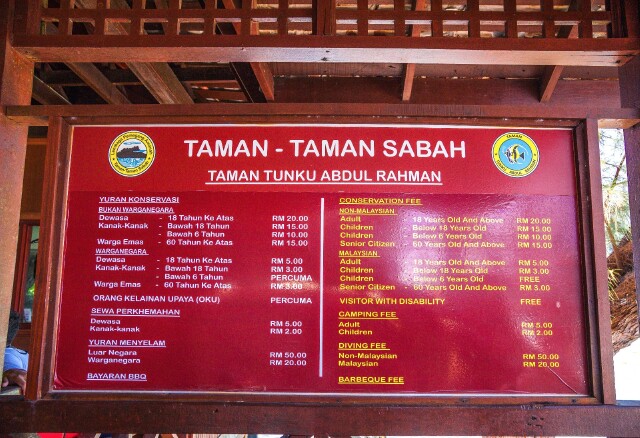 TAMAN - TAMAN SABAH
TAMAN TUNKU ABDUL RAHMAN
YURAN KONSERVASI
BUKAN WARGANEGARA
Dewasa - 18 Tahun Ke Atas RM 20.00
Kanak-Kanak - Bawah 18 Tahun RM 15.00
- Bawah 6 Tahun RM 10.00
Warga Emas - 60 Tahun Ke Atas RM 15.00
WARGANEGARA
Dewasa - 18 Tahun Ke Atas RM 5.00
Kanak-Kanak - Bawah 18 Tahun RM 3.00
- Bawah 6 Tahun PERCUMA
Warga Emas - 60 Tahun Ke Atas RM 3.00
ORANG KELAINAN UPAYA (OKU) PERCUMA
SEWA PERKHEMAHAN
Dewasa RM 5.00
Kanak-kanak RM 2.00
YURAN MENYELAM
Luar Negara RM 50.00
Warganegara RM 20.00
BAYARAN BBQ
CONSERVATION FEE
NON-MALAYSIAN
Adult - 18 Years Old And Above RM 20.00
Children - Below 18 Years Old RM 15.00
Children - Below 6 Years Old RM 10.00
Senior Citizen - 60 Years Old And Above RM 15.00
MALAYSIAN
Adult - 18 Years Old And Above RM 5.00
Children - Below 18 Years Old RM 3.00
Children - Below 6 Years Old FREE
Senior Citizen - 60 Years Old And Above RM 3.00
VISITOR WITH DISABILITY FREE
CAMPING FEE
Adult RM 5.00
Children RM 2.00
DIVING FEE
Non-Malaysian RM 50.00
Malaysian RM 20.00
BARBEQUE FEE